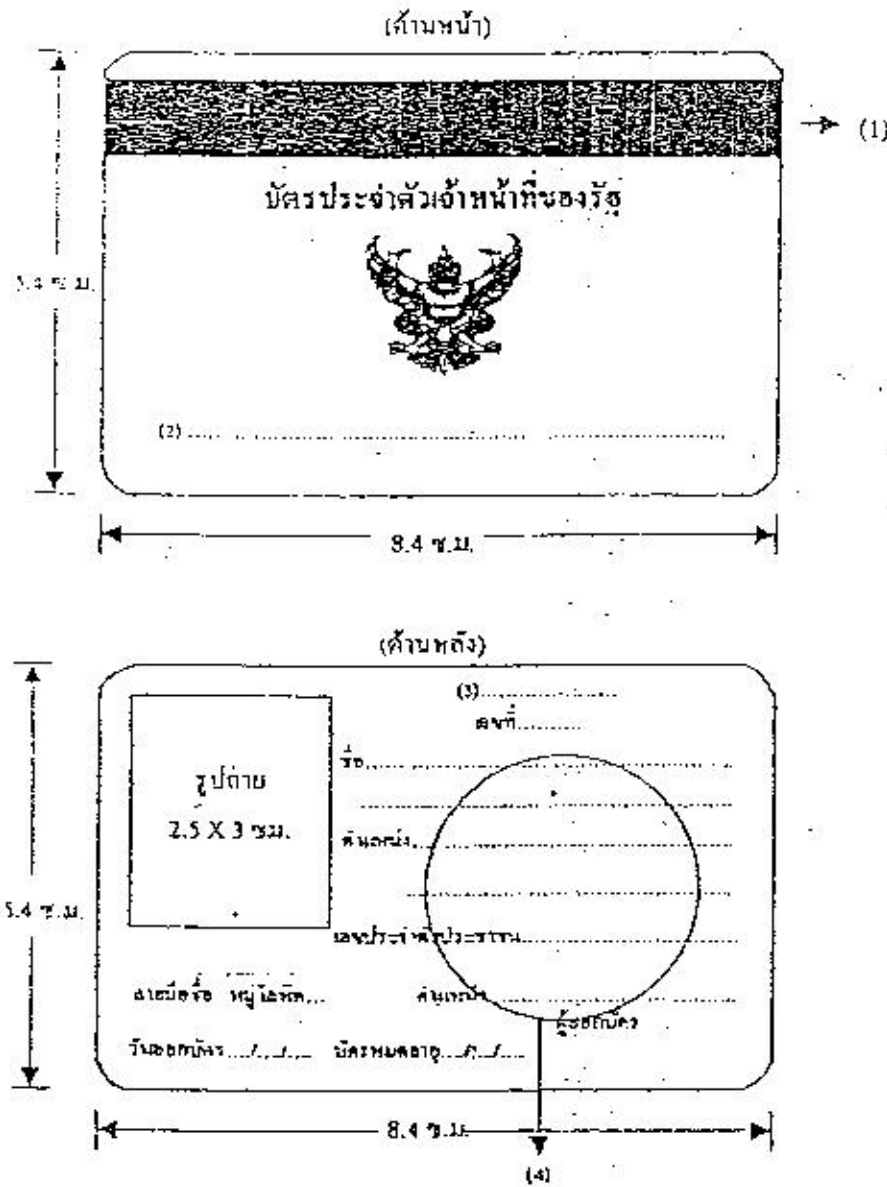 (ด้านหน้า)
(1)
บัตรประจำตัวเจ้าหน้าที่ของรัฐ
5.4 ซ.ม.
(2)
8.4 ซ.ม.
(ด้านหลัง)
(3)
เลขที่
ชื่อ
รูปถ่าย
2.5 X 3 ซม.
ตำแหน่ง
5.4 ซ.ม.
เลขประจำตัวประชาชน
ลายมือชื่อ หมู่โลหิต ตำแหน่ง
ผู้ออกบัตร
วันออกบัตร / / บัตรหมดอายุ / /
8.4 ซ.ม.
(4)